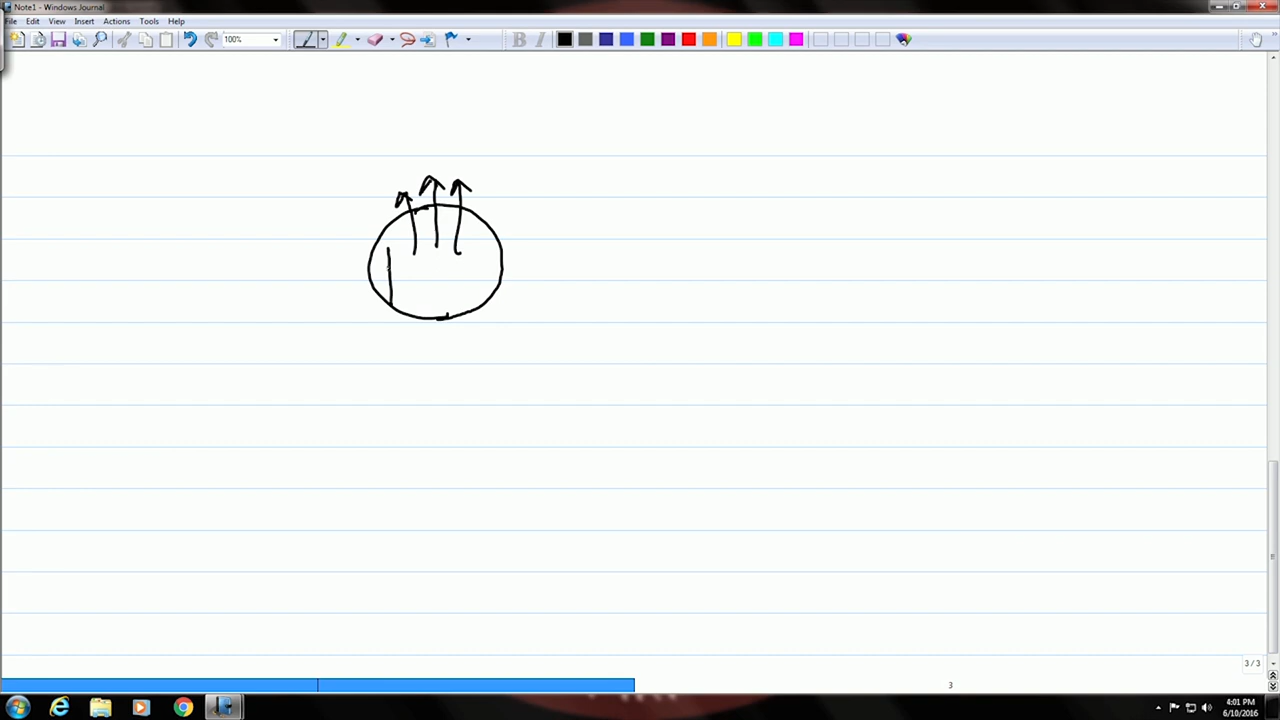 Note1 - Windows Journal
File Edit View Insert Actions Tools Help
100%
B I
3 / 3
3
4:01 PM
6/10/2016